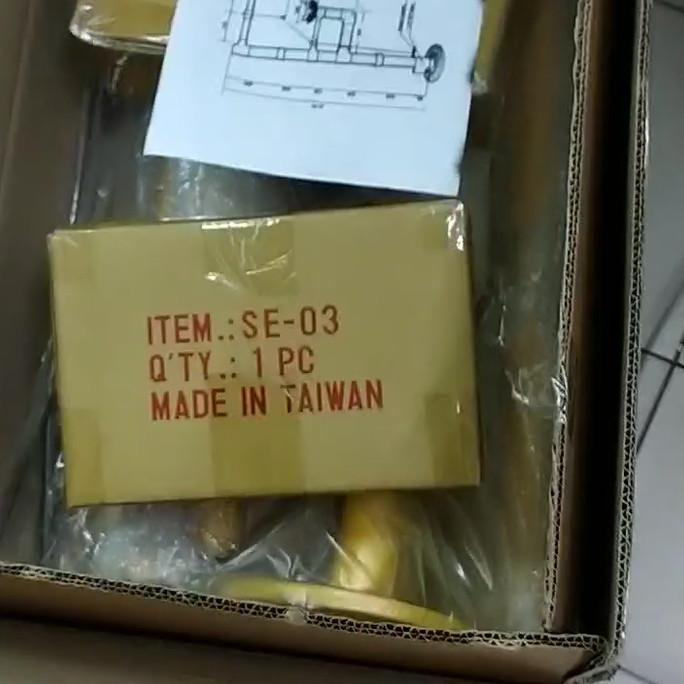 ITEM.: SE-03
Q'TY.: 1 PC
MADE IN TAIWAN